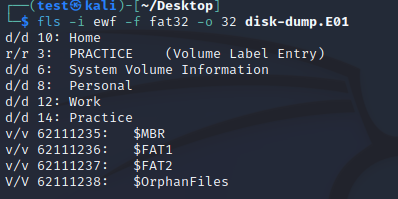 ┌──(test㉿kali)-[~/Desktop]
└─$ fls -i ewf -f fat32 -o 32 disk-dump.E01
d/d 10: Home
r/r 3:  PRACTICE    (Volume Label Entry)
d/d 6:  System Volume Information
d/d 8:  Personal
d/d 12: Work
d/d 14: Practice
v/v 62111235:   $MBR
v/v 62111236:   $FAT1
v/v 62111237:   $FAT2
V/V 62111238:   $OrphanFiles